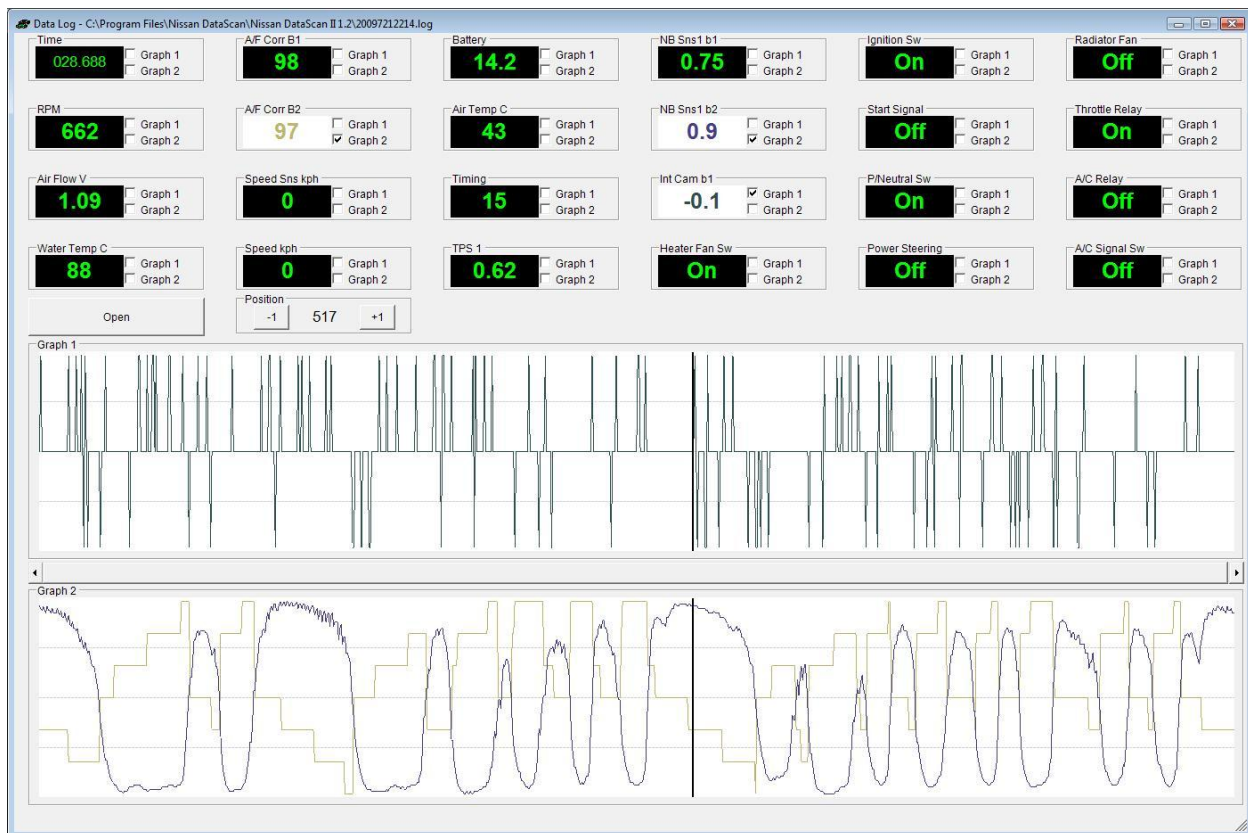 Data Log - C:\Program Files\Nissan DataScan\Nissan DataScan II 1.2\20097212214.log
Time A/F Corr B1 Battery NB Sns1 b1 Ignition Sw Radiator Fan
028.688 Graph 1 Graph 2 98 Graph 1 Graph 2 14.2 Graph 1 Graph 2 0.75 Graph 1 Graph 2 On Graph 1 Graph 2 Off Graph 1 Graph 2
RPM A/F Corr B2 Air Temp C NB Sns1 b2 Start Signal Throttle Relay
662 Graph 1 Graph 2 97 Graph 1 Graph 2 43 Graph 1 Graph 2 0.9 Graph 1 Graph 2 Off Graph 1 Graph 2 On Graph 1 Graph 2
Air Flow V Speed Sns kph Timing Int Cam b1 P/Neutral Sw A/C Relay
1.09 Graph 1 Graph 2 0 Graph 1 Graph 2 15 Graph 1 Graph 2 -0.1 Graph 1 Graph 2 On Graph 1 Graph 2 Off Graph 1 Graph 2
Water Temp C Speed kph TPS 1 Heater Fan Sw Power Steering A/C Signal Sw
88 Graph 1 Graph 2 0 Graph 1 Graph 2 0.62 Graph 1 Graph 2 On Graph 1 Graph 2 Off Graph 1 Graph 2 Off Graph 1 Graph 2
Position
Open -1 517 +1
Graph 1
Graph 2